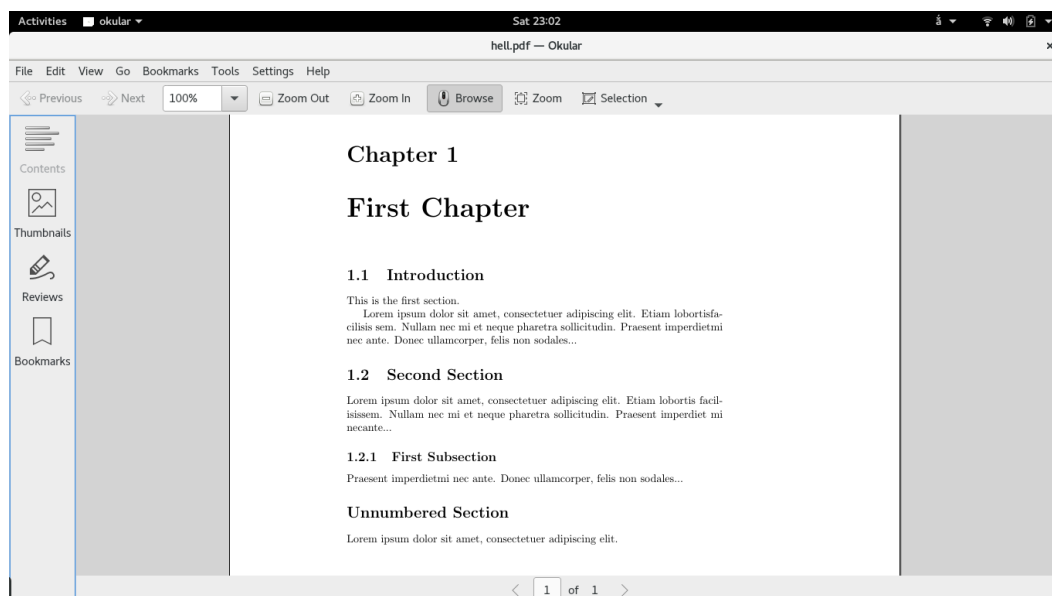 Activities okular Sat 23:02 á
hell.pdf — Okular
File Edit View Go Bookmarks Tools Settings Help
Previous Next 100% Zoom Out Zoom In Browse Zoom Selection
Contents
Thumbnails
Reviews
Bookmarks
Chapter 1
First Chapter
1.1 Introduction
This is the first section.
Lorem ipsum dolor sit amet, consectetuer adipiscing elit. Etiam lobortisfa-
cilisis sem. Nullam nec mi et neque pharetra sollicitudin. Praesent imperdietmi
nec ante. Donec ullamcorper, felis non sodales...
1.2 Second Section
Lorem ipsum dolor sit amet, consectetuer adipiscing elit. Etiam lobortis facil-
isissem. Nullam nec mi et neque pharetra sollicitudin. Praesent imperdiet mi
necante...
1.2.1 First Subsection
Praesent imperdietmi nec ante. Donec ullamcorper, felis non sodales...
Unnumbered Section
Lorem ipsum dolor sit amet, consectetuer adipiscing elit.
1 of 1